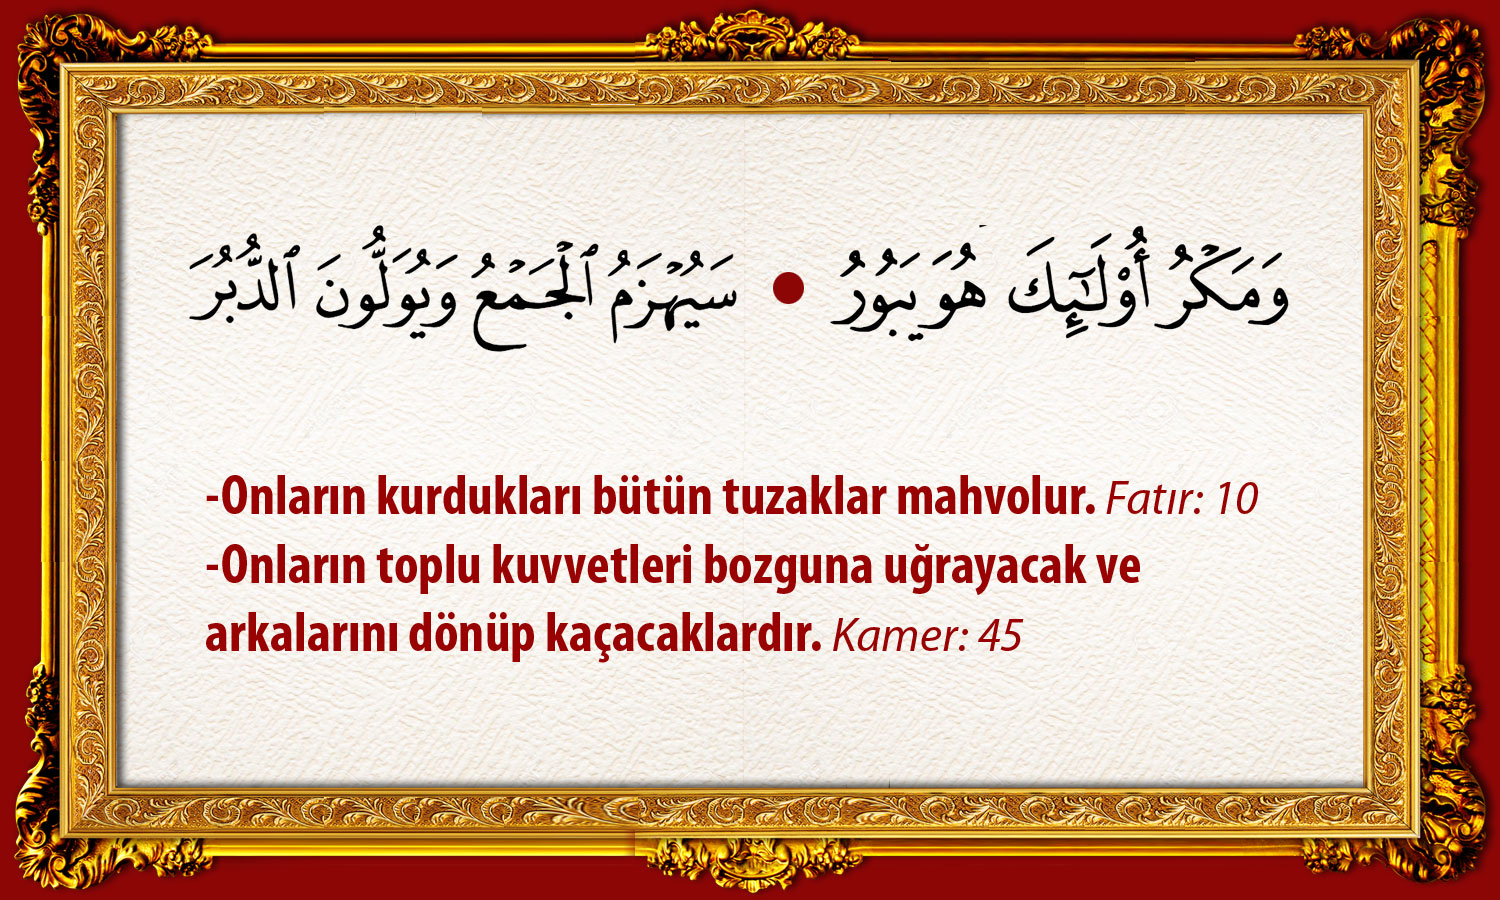 وَمَكْرُ أُوْلَـٰٓئِكَ هُوَ يَبُورُ • سَيُهْزَمُ ٱلْجَمْعُ وَيُوَلُّونَ ٱلدُّبُرَ
-Onların kurdukları bütün tuzaklar mahvolur. Fatır: 10
-Onların toplu kuvvetleri bozguna uğrayacak ve
arkalarını dönüp kaçacaklardır. Kamer: 45